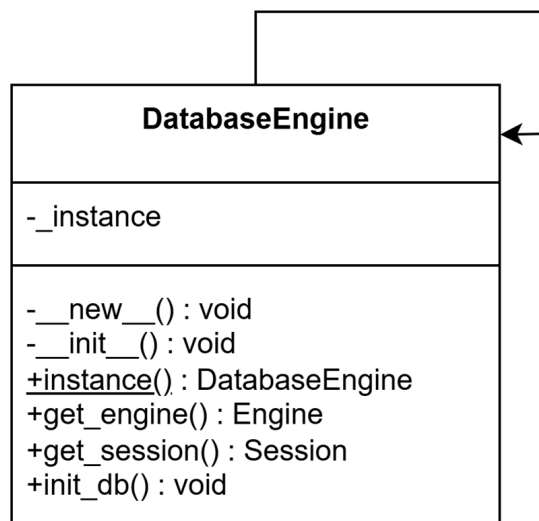 DatabaseEngine
-_instance
-__new__() : void
-__init__() : void
+instance() : DatabaseEngine
+get_engine() : Engine
+get_session() : Session
+init_db() : void